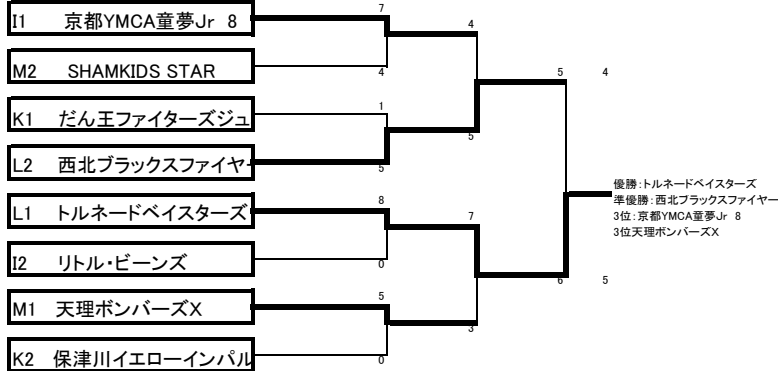 7
I1 京都YMCA童夢Jr 8
4
M2 SHAMKIDS STAR
4
5 4
1
K1 だん王ファイターズジュ
5
L2 西北ブラックスファイヤー
5
優勝:トルネードベイスターズ
準優勝:西北ブラックスファイヤー
3位:京都YMCA童夢Jr 8
3位天理ボンバーズX
8
L1 トルネードベイスターズ
7
I2 リトル・ビーンズ
0
6 5
5
M1 天理ボンバーズX
3
K2 保津川イエローインパル
0